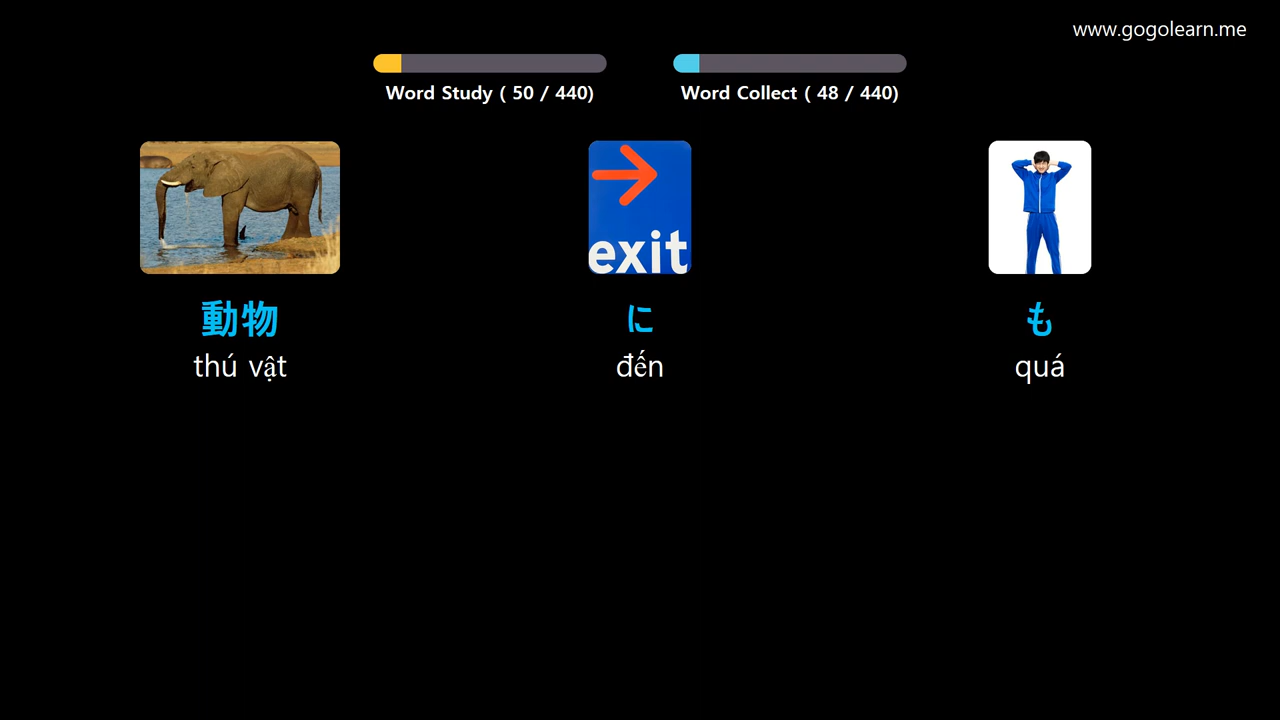 www.gogolearn.me
Word Study ( 50 / 440)
Word Collect ( 48 / 440)
exit
動物
に
も
thú vật
đến
quá